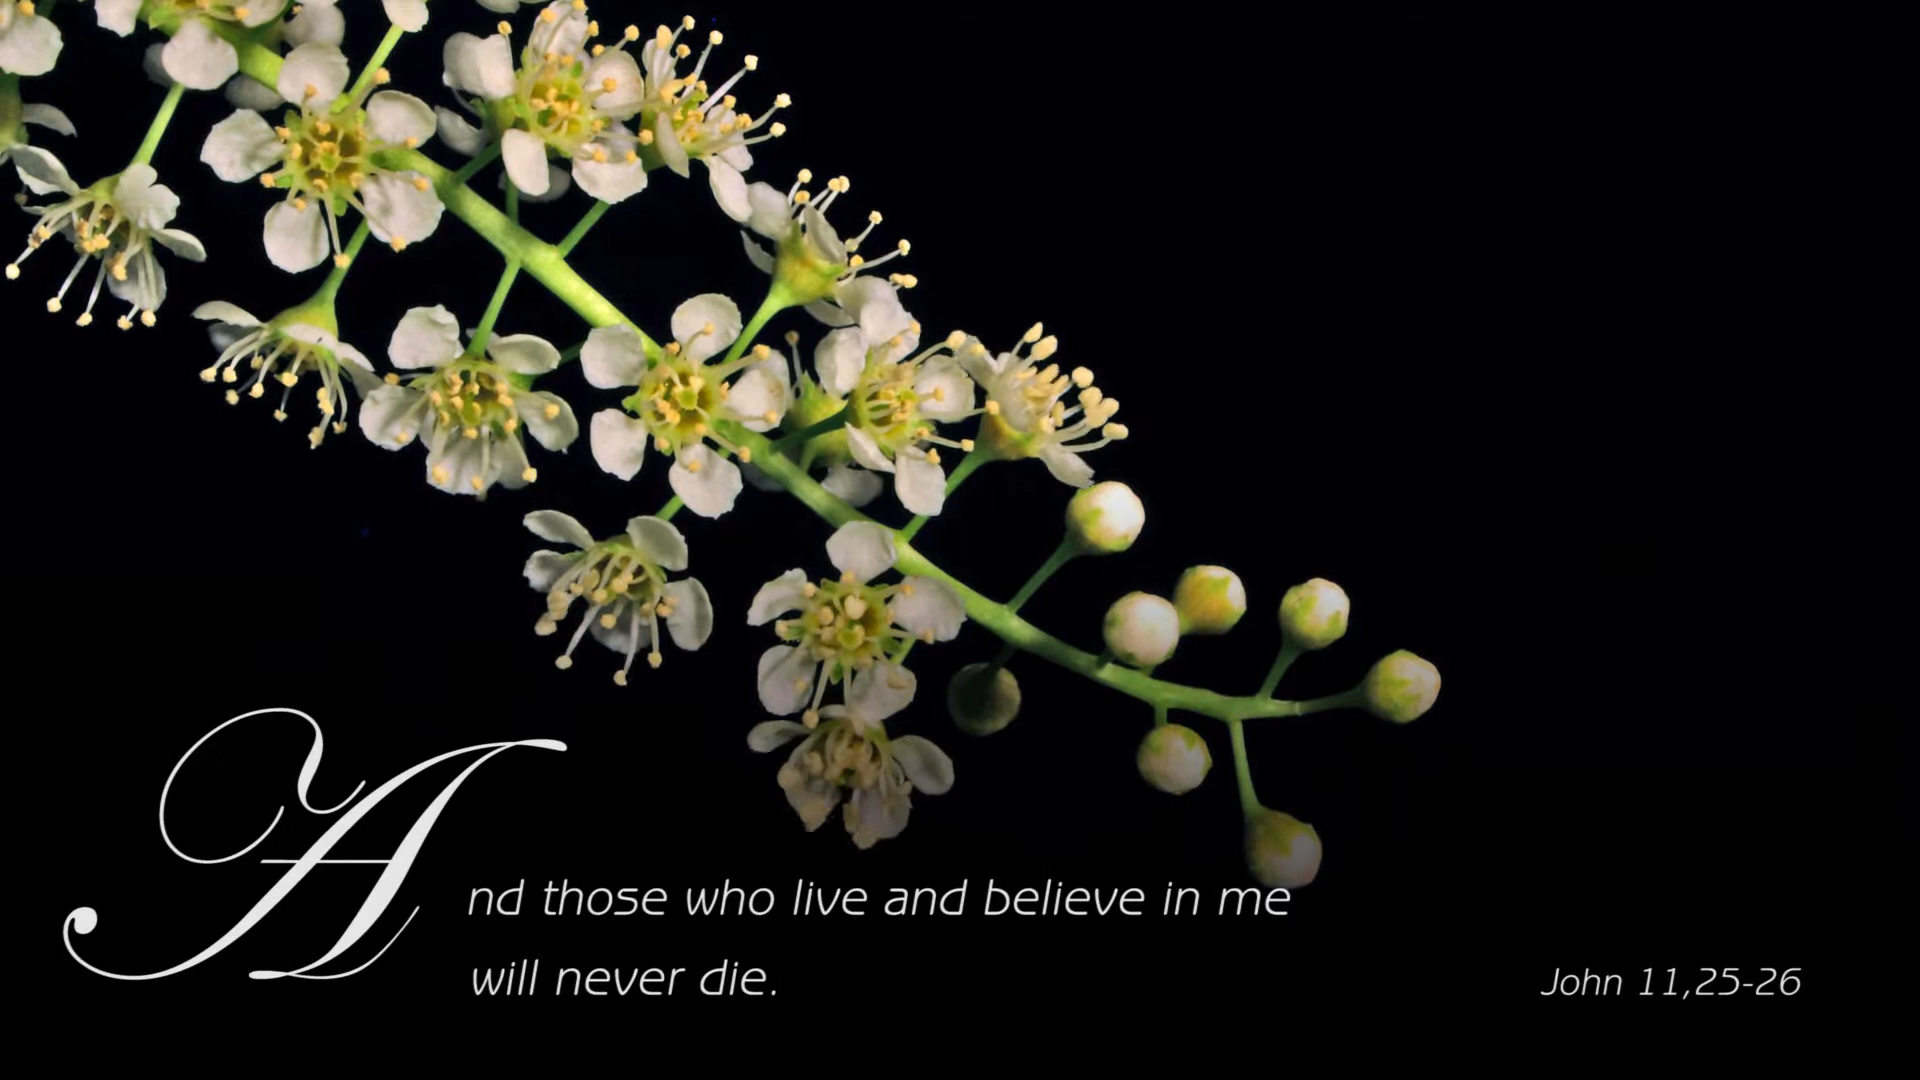 And those who live and believe in me
will never die.
John 11,25-26